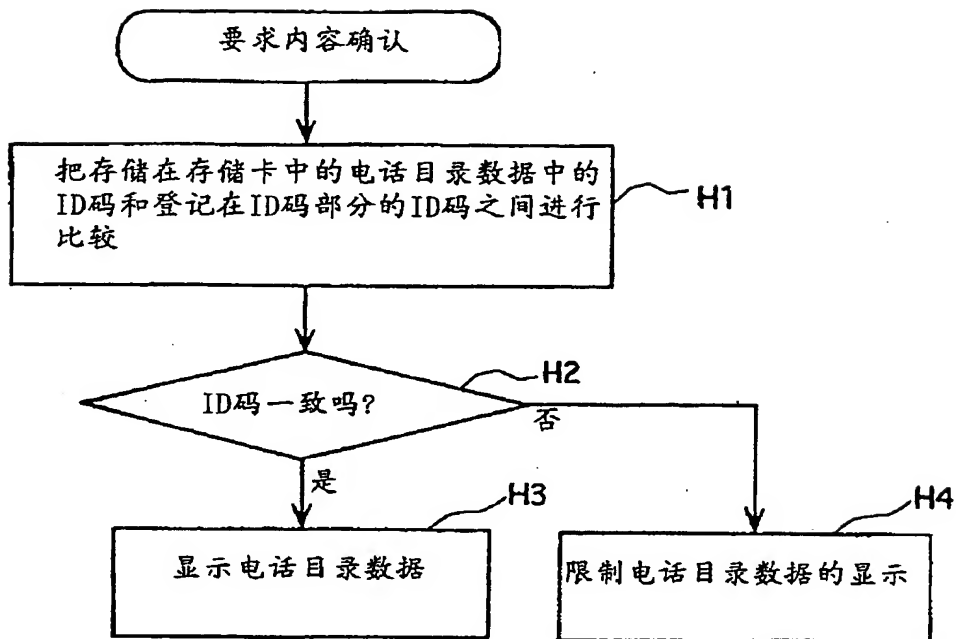 要求内容确认
把存储在存储卡中的电话目录数据中的
ID码和登记在ID码部分的ID码之间进行
比较
H1
ID码一致吗?
H2
否
是
H3
H4
显示电话目录数据
限制电话目录数据的显示